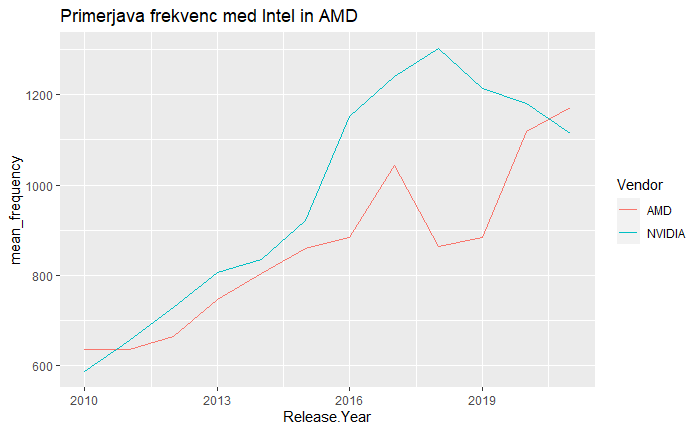 Primerjava frekvenc med Intel in AMD
mean_frequency
1200
1000
800
600
2010
2013
2016
2019
Release.Year
Vendor
AMD
NVIDIA